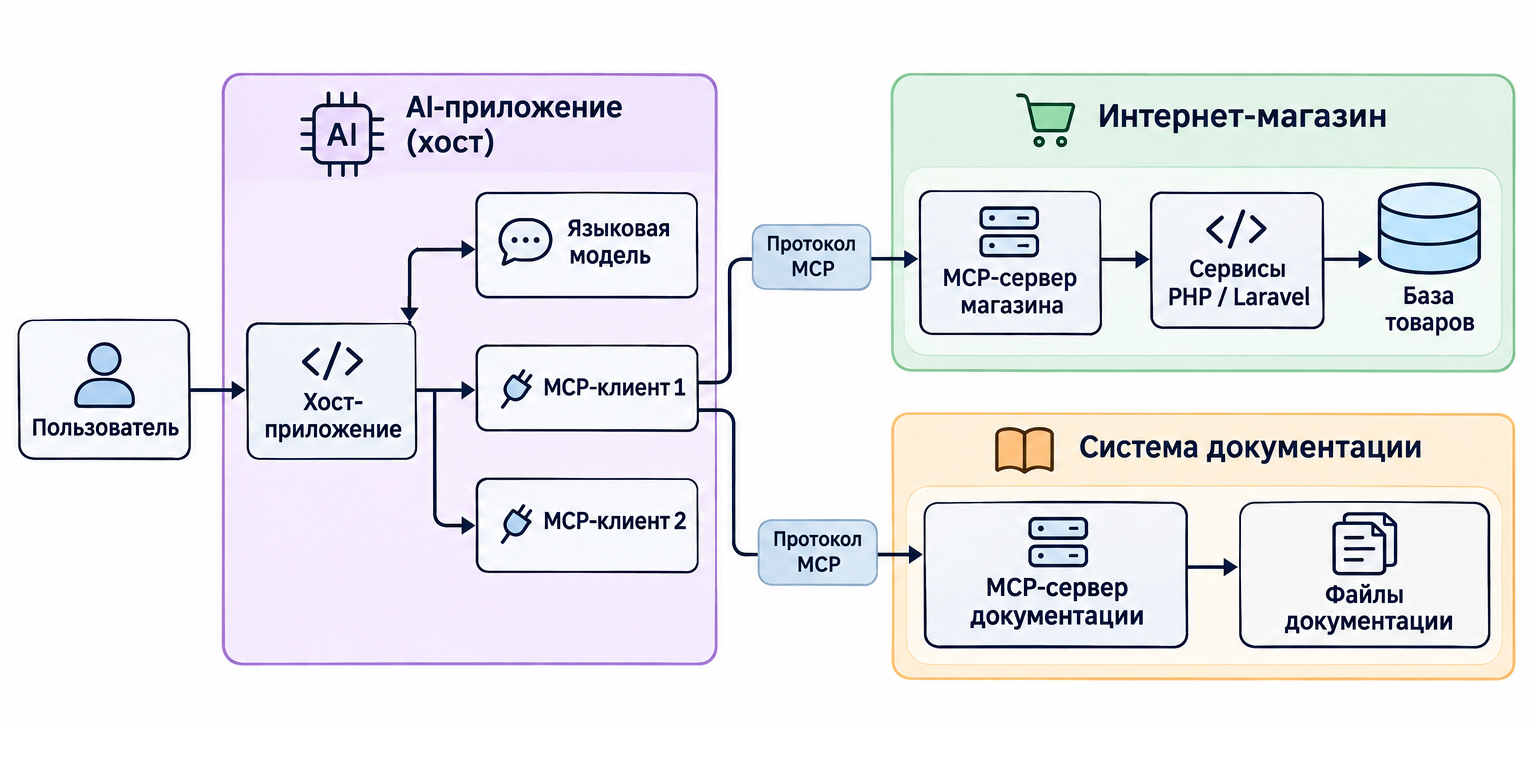 AI
AI-приложение
(хост)
Языковая
модель
Пользователь
Хост-
приложение
MCP-клиент 1
MCP-клиент 2
Протокол
MCP
Протокол
MCP
Интернет-магазин
MCP-сервер
магазина
Сервисы
PHP / Laravel
База
товаров
Система документации
MCP-сервер
документации
Файлы
документации